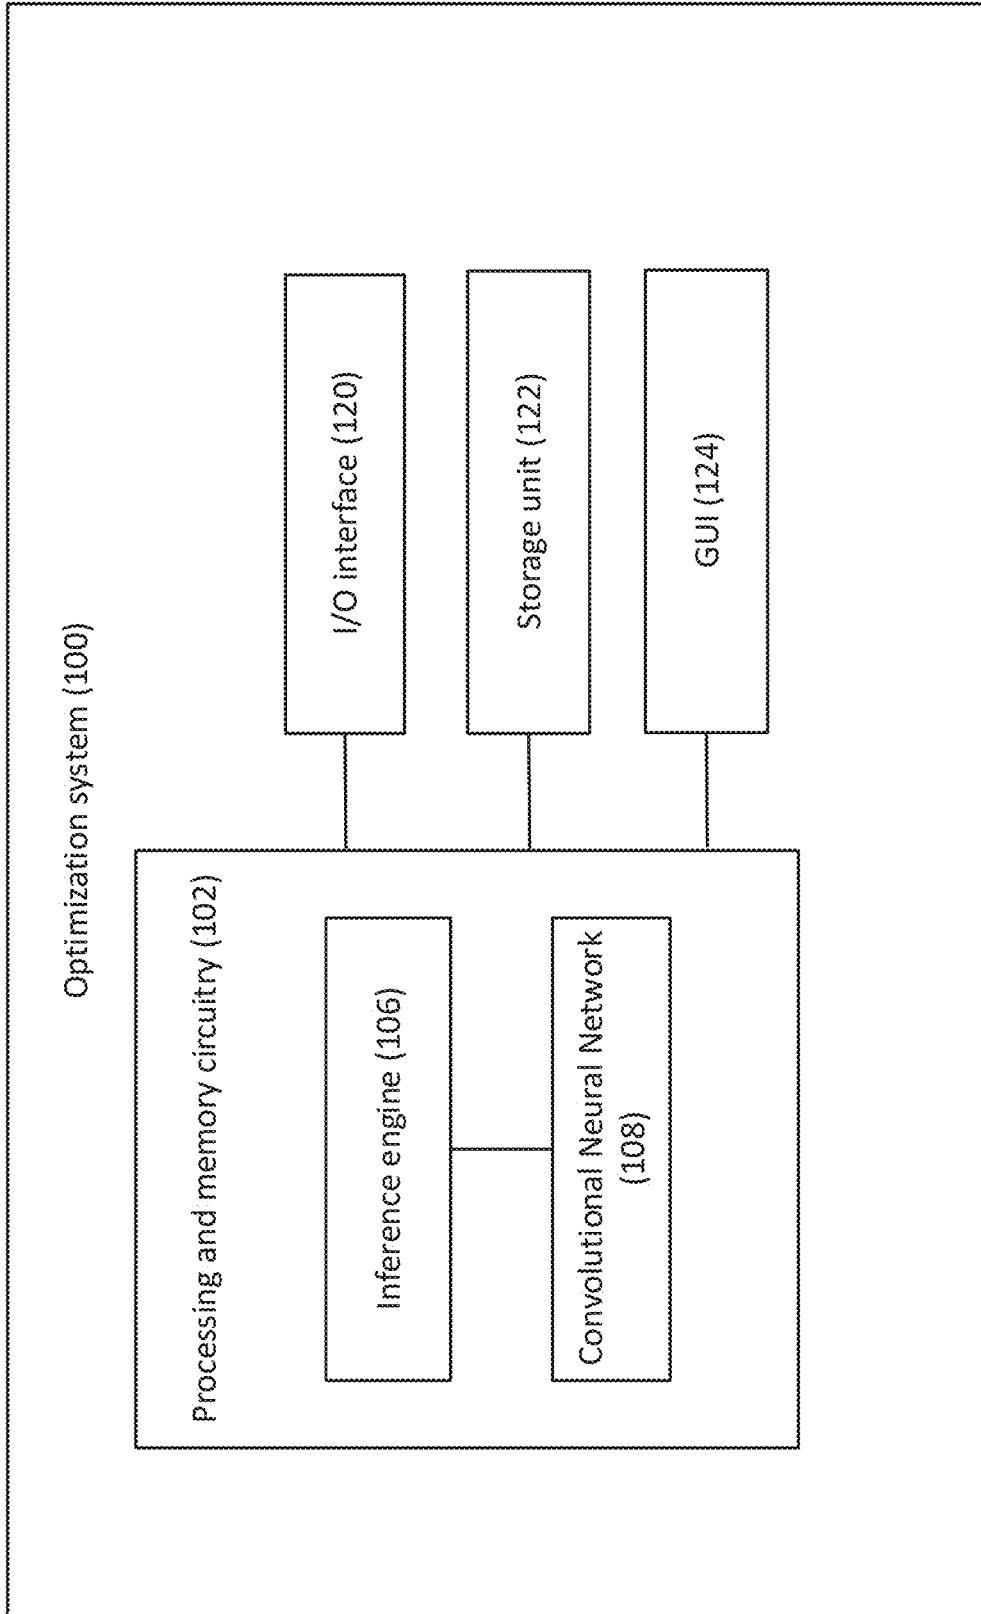 Optimization system (100)
Processing and memory circuitry (102)
Inference engine (106)
Convolutional Neural Network
(108)
I/O interface (120)
Storage unit (122)
GUI (124)